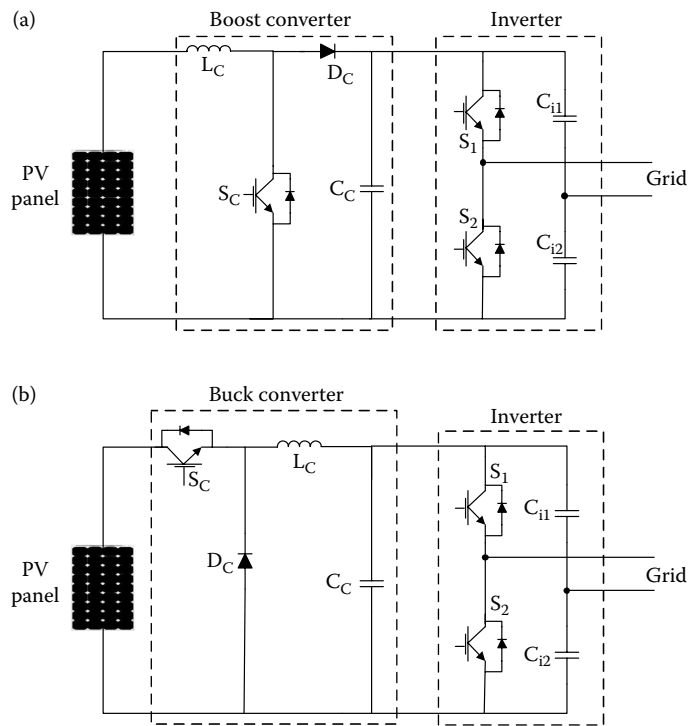 (a)
Boost converter
Inverter
L_C
D_C
C_i1
S_1
PV
panel
S_C
C_C
Grid
S_2
C_i2
(b)
Buck converter
Inverter
S_C
L_C
S_1
C_i1
D_C
PV
panel
C_C
Grid
S_2
C_i2